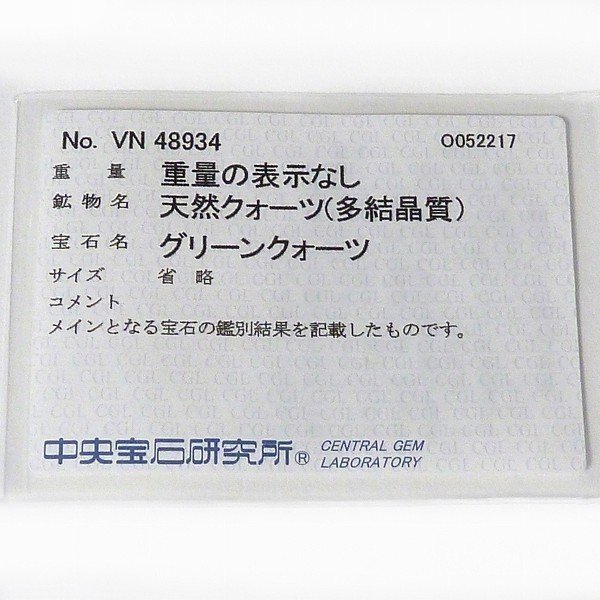 No. VN 48934 O052217
重量 重量の表示なし
鉱物名 天然クォーツ(多結晶質)
宝石名 グリーンクォーツ
サイズ 省略
コメント
メインとなる宝石の鑑別結果を記載したものです。
中央宝石研究所® CENTRAL GEM
LABORATORY